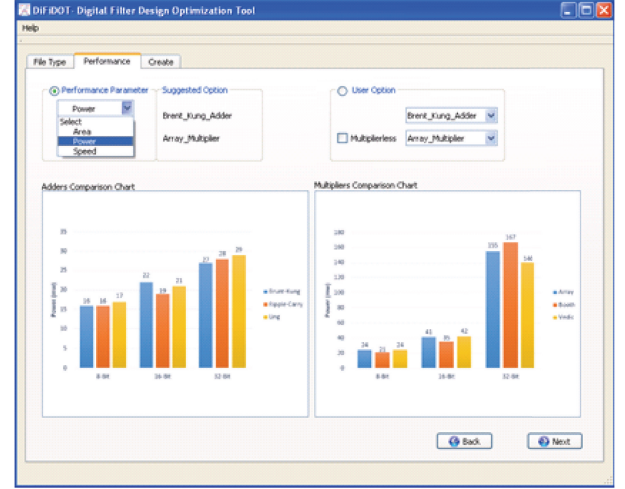 DiFiDOT- Digital Filter Design Optimization Tool
Help
File Type Performance Create
Performance Parameter Suggested Option User Option
Power Brent_Kung_Adder Brent_Kung_Adder
Select
Area
Power
Speed
Array_Multiplier Multiplierless Array_Multiplier
Adders Comparison Chart Multipliers Comparison Chart
Power (mw)
35
30
25
20
15
10
5
0
16 16 17
22 19 21
27 28 29
8-Bit 16-Bit 32-Bit
Brunt-Kung
Ripple-Carry
Ling
Power (mw)
180
160
140
120
100
80
60
40
20
0
24 21 24
41 35 42
155 167 140
8-Bit 16-Bit 32-Bit
Array
Booth
Vedic
Back Next